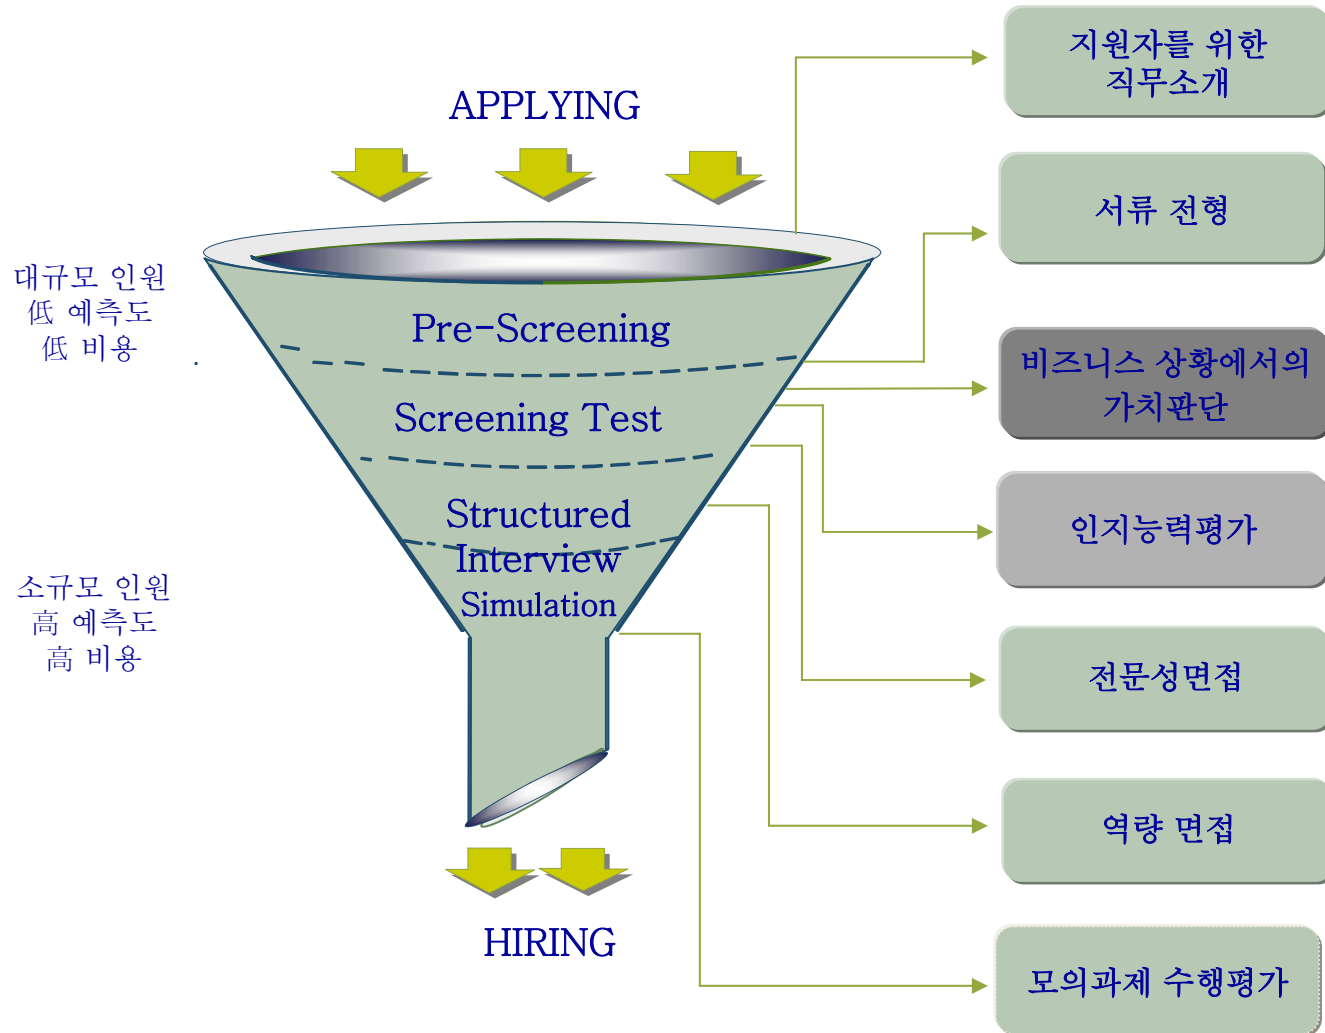 APPLYING
대규모 인원
低 예측도
低 비용
소규모 인원
高 예측도
高 비용
Pre-Screening
Screening Test
Structured
Interview
Simulation
HIRING
지원자를 위한
직무소개
서류 전형
비즈니스 상황에서의
가치판단
인지능력평가
전문성면접
역량 면접
모의과제 수행평가